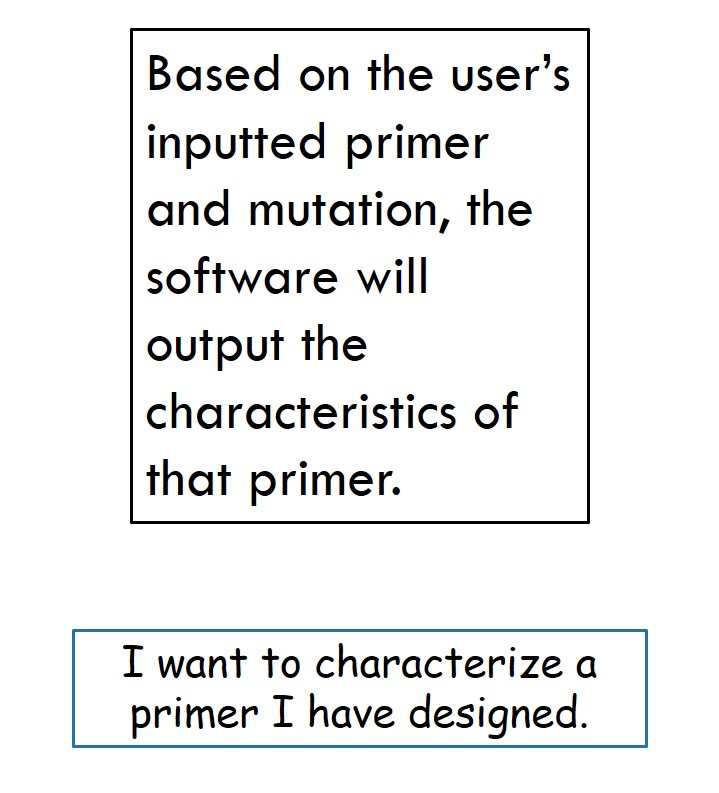 Based on the user’s
inputted primer
and mutation, the
software will
output the
characteristics of
that primer.
I want to characterize a
primer I have designed.